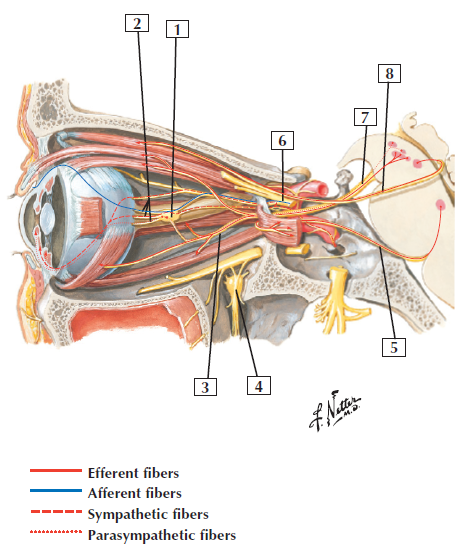 2
1
8
7
6
5
3
4
F. Netter
M.D.
Efferent fibers
Afferent fibers
Sympathetic fibers
Parasympathetic fibers